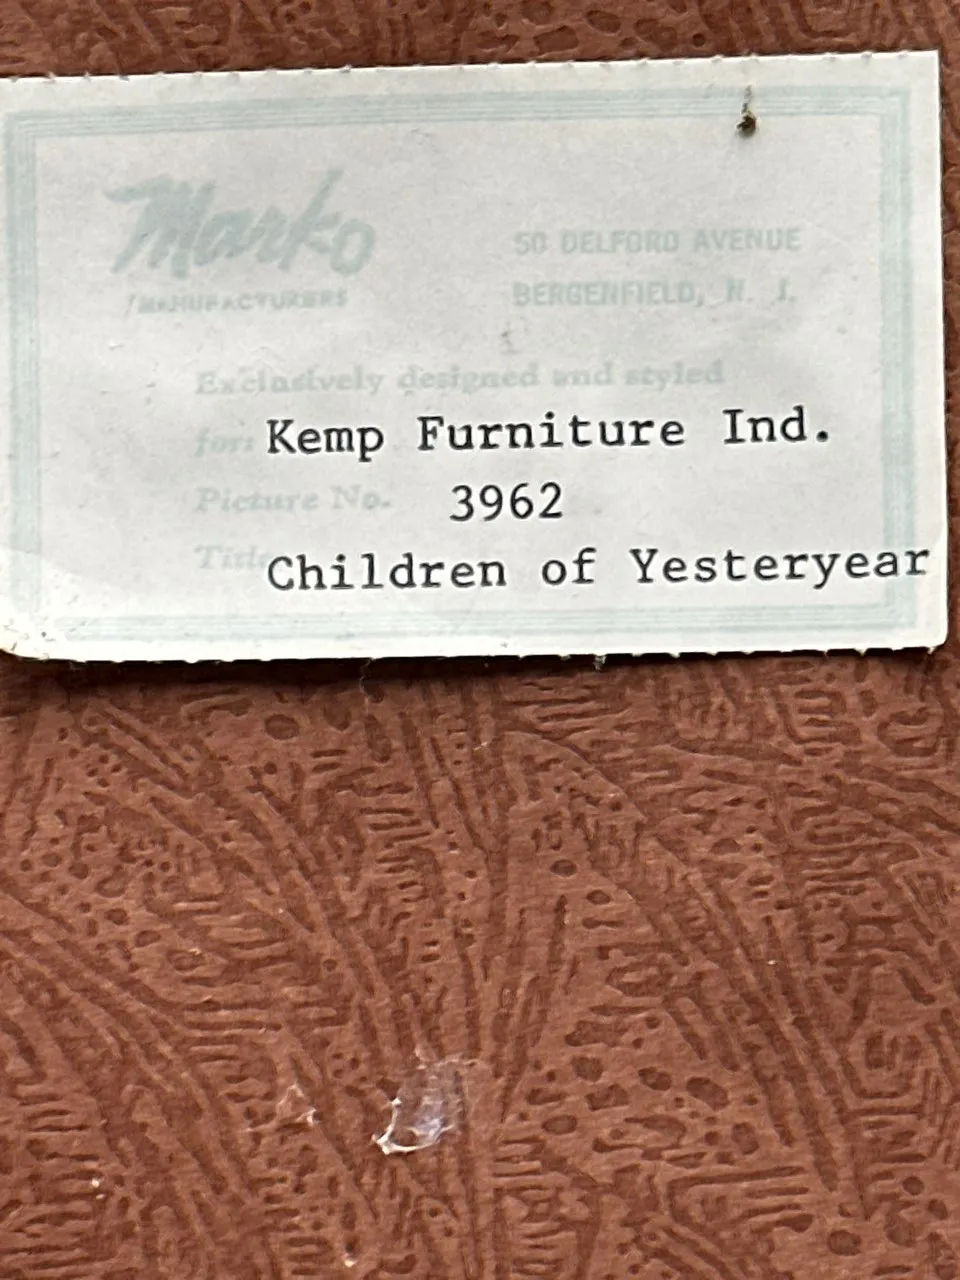 Marko
MANUFACTURERS
50 DELFORD AVENUE
BERGENFIELD, N. J.
Exclusively designed and styled
for: Kemp Furniture Ind.
Picture No. 3962
Title Children of Yesteryear